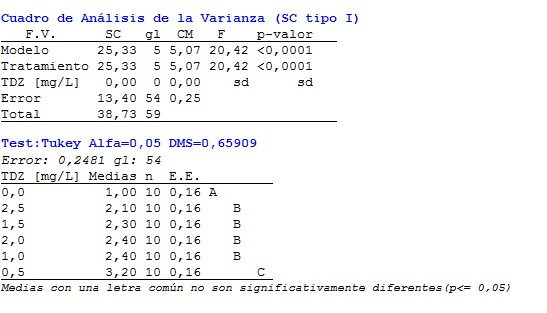 Cuadro de Análisis de la Varianza (SC tipo I)
F.V. SC gl CM F p-valor
Modelo 25,33 5 5,07 20,42 <0,0001
Tratamiento 25,33 5 5,07 20,42 <0,0001
TDZ [mg/L] 0,00 0 0,00 sd sd
Error 13,40 54 0,25
Total 38,73 59
Test:Tukey Alfa=0,05 DMS=0,65909
Error: 0,2481 gl: 54
TDZ [mg/L] Medias n E.E.
0,0 1,00 10 0,16 A
2,5 2,10 10 0,16 B
1,5 2,30 10 0,16 B
2,0 2,40 10 0,16 B
1,0 2,40 10 0,16 B
0,5 3,20 10 0,16 C
Medias con una letra común no son significativamente diferentes(p<= 0,05)